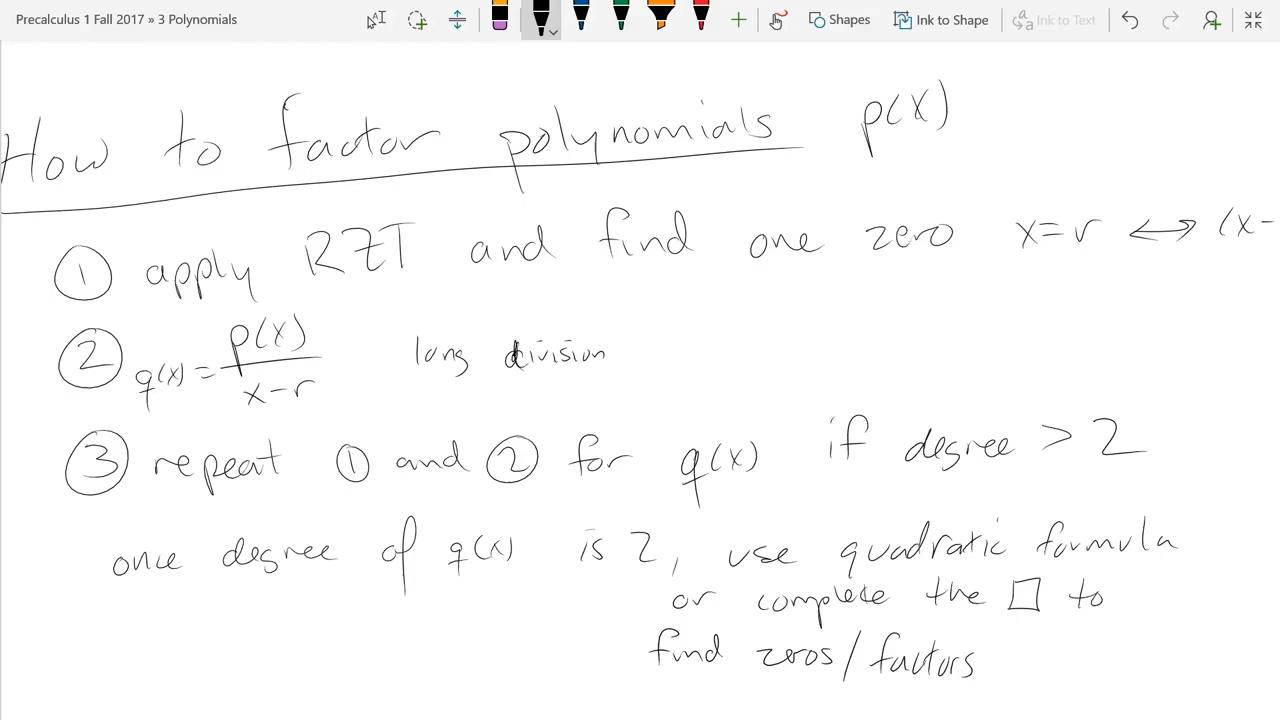 Precalculus 1 Fall 2017 » 3 Polynomials
Shapes Ink to Shape Ink to Text
How to factor polynomials p(x)
① apply RZT and find one zero x=r ↔ (x-
② q(x) = p(x)/x-r long division
③ repeat ① and ② for q(x) if degree > 2
once degree of q(x) is 2, use quadratic formula
or complete the □ to
find zeros/factors